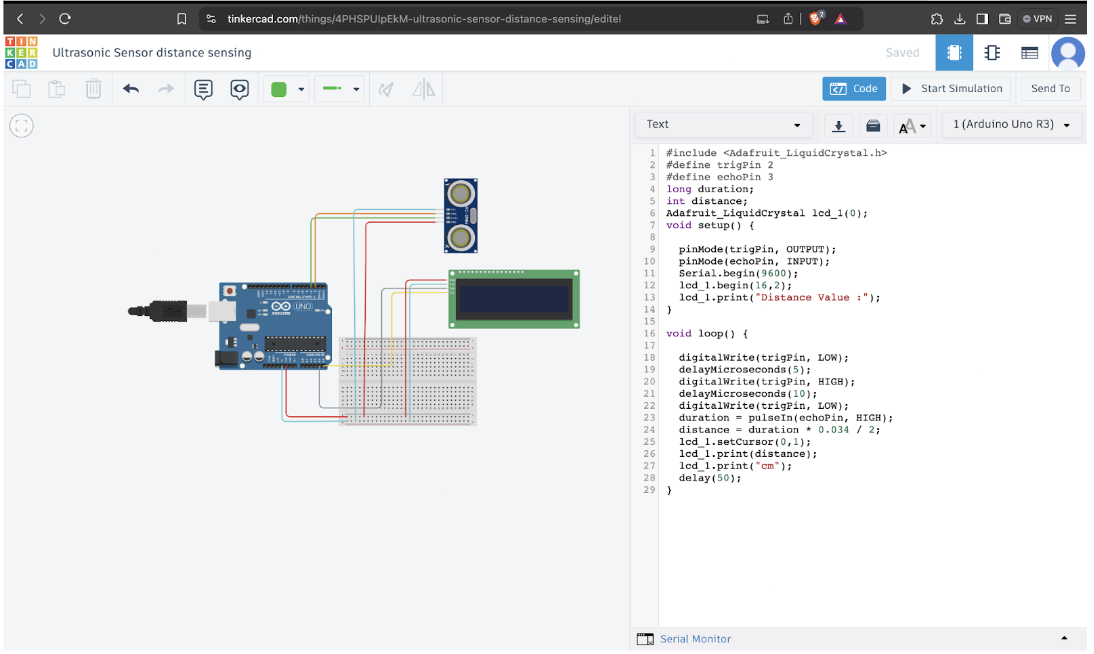 tinkercad.com/things/4PHSPUIpEkM-ultrasonic-sensor-distance-sensing/editel
2
VPN
TIN
KER
CAD
Ultrasonic Sensor distance sensing
Saved
Code
Start Simulation
Send To
Text
AA
1 (Arduino Uno R3)
1 #include <Adafruit_LiquidCrystal.h>
2 #define trigPin 2
3 #define echoPin 3
4 long duration;
5 int distance;
6 Adafruit_LiquidCrystal lcd_1(0);
7 void setup() {
8
9 pinMode(trigPin, OUTPUT);
10 pinMode(echoPin, INPUT);
11 Serial.begin(9600);
12 lcd_1.begin(16,2);
13 lcd_1.print("Distance Value :");
14 }
15
16 void loop() {
17
18 digitalWrite(trigPin, LOW);
19 delayMicroseconds(5);
20 digitalWrite(trigPin, HIGH);
21 delayMicroseconds(10);
22 digitalWrite(trigPin, LOW);
23 duration = pulseIn(echoPin, HIGH);
24 distance = duration * 0.034 / 2;
25 lcd_1.setCursor(0,1);
26 lcd_1.print(distance);
27 lcd_1.print("cm");
28 delay(50);
29 }
UNO
ARDUINO
Serial Monitor